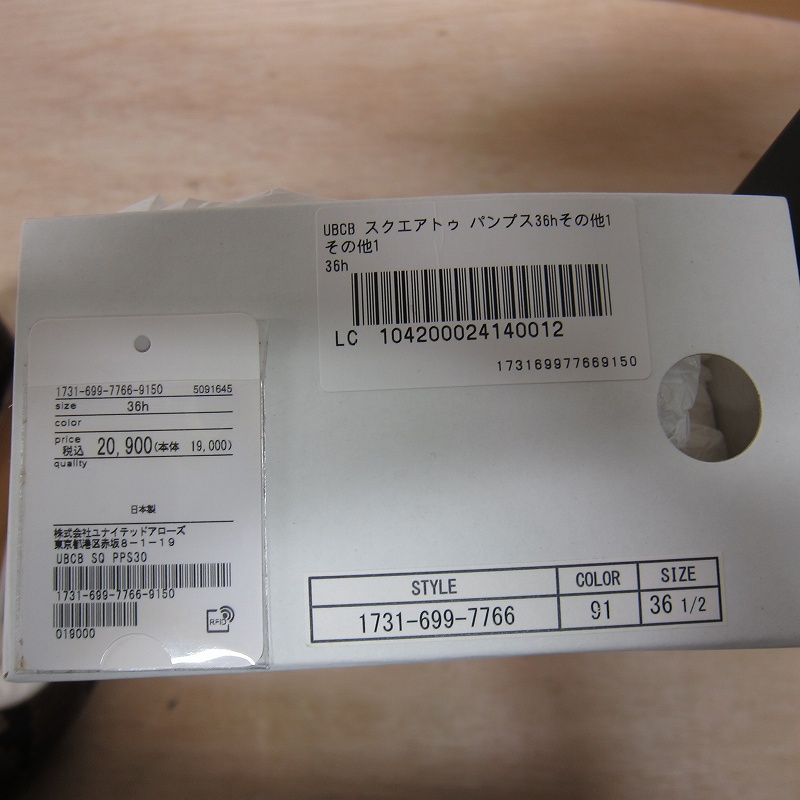 UBCB スクエアトゥ パンプス36hその他1
その他1
36h
LC 104200024140012
173169977669150
1731-699-7766-9150 5091645
size 36h
color
price
税込 20,900(本体 19,000)
quality
日本製
株式会社ユナイテッドアローズ
東京都港区赤坂8-1-19
UBCB SQ PPS30
1731-699-7766-9150
019000
RFID
STYLE COLOR SIZE
1731-699-7766 91 36 1/2